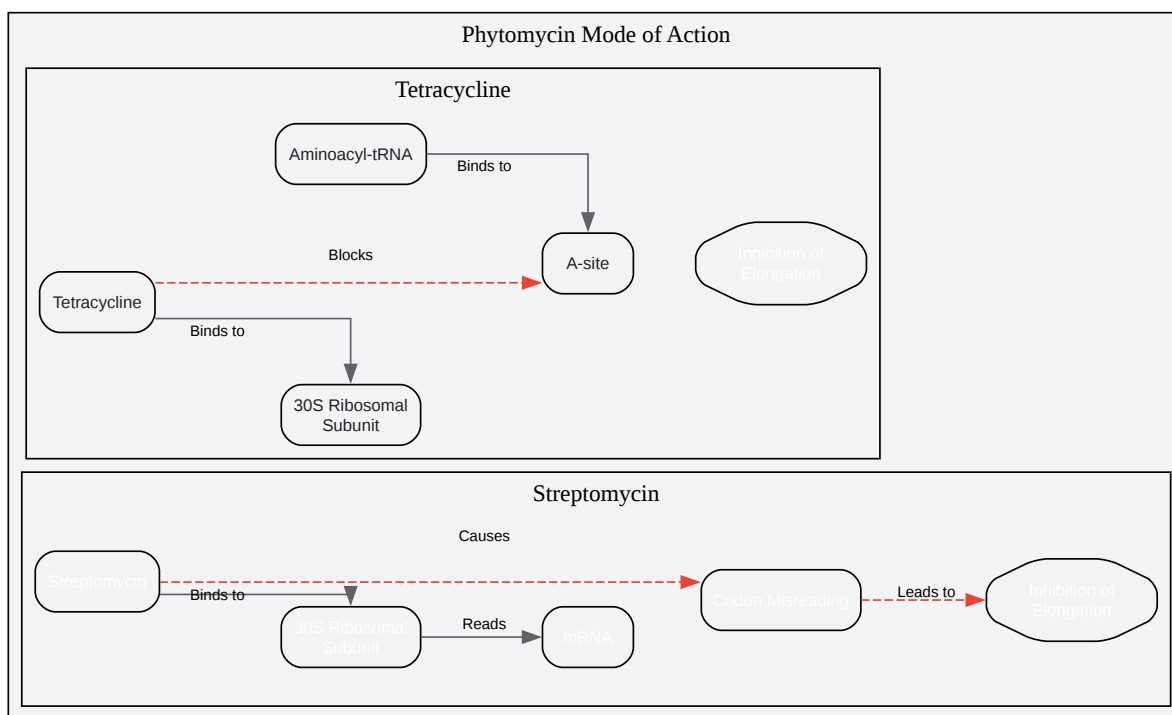 Phytomycin Mode of Action
Tetracycline
Aminoacyl-tRNA
Binds to
Blocks
A-site
Inhibition of
Elongation
Tetracycline
Binds to
30S Ribosomal
Subunit
Streptomycin
Causes
Streptomycin
Binds to
30S Ribosomal
Subunit
Reads
mRNA
Codon Misreading
Leads to
Inhibition of
Elongation